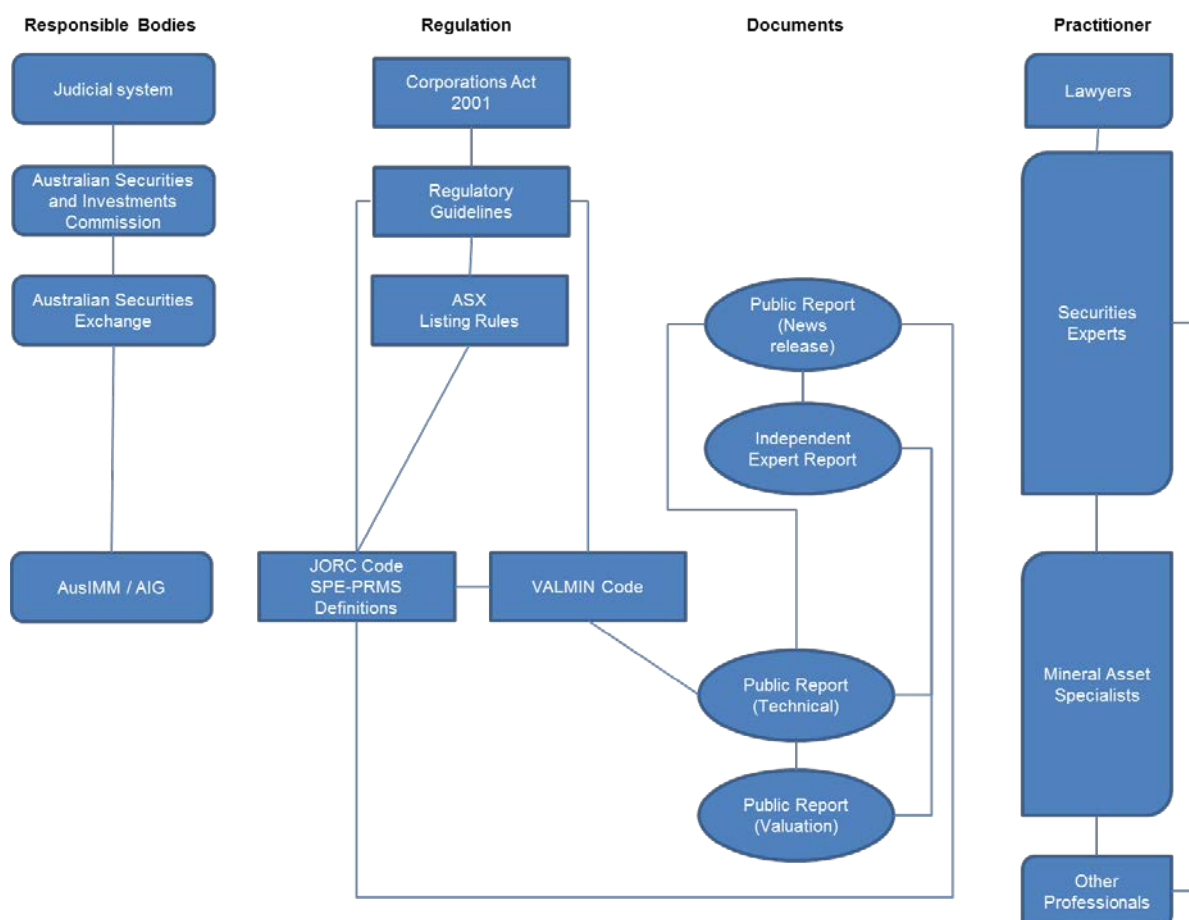 Responsible Bodies
Regulation
Documents
Practitioner
Judicial system
Corporations Act
2001
Lawyers
Australian Securities
and Investments
Commission
Regulatory
Guidelines
Australian Securities
Exchange
ASX
Listing Rules
Public Report
(News
release)
Securities
Experts
Independent
Expert Report
AusIMM / AIG
JORC Code
SPE-PRMS
Definitions
VALMIN Code
Public Report
(Technical)
Mineral Asset
Specialists
Public Report
(Valuation)
Other
Professionals